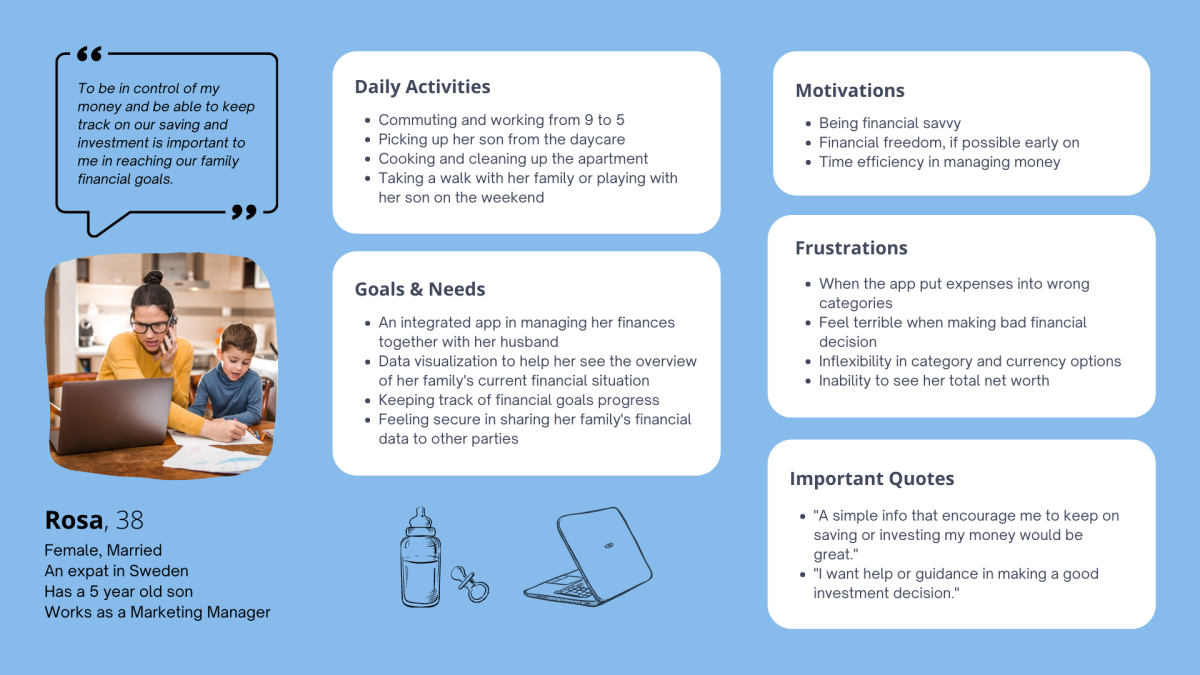 To be in control of my
money and be able to keep
track on our saving and
investment is important to
me in reaching our family
financial goals.
Rosa, 38
Female, Married
An expat in Sweden
Has a 5 year old son
Works as a Marketing Manager
Daily Activities
Commuting and working from 9 to 5
Picking up her son from the daycare
Cooking and cleaning up the apartment
Taking a walk with her family or playing with
her son on the weekend
Goals & Needs
An integrated app in managing her finances
together with her husband
Data visualization to help her see the overview
of her family's current financial situation
Keeping track of financial goals progress
Feeling secure in sharing her family's financial
data to other parties
Motivations
Being financial savvy
Financial freedom, if possible early on
Time efficiency in managing money
Frustrations
When the app put expenses into wrong
categories
Feel terrible when making bad financial
decision
Inflexibility in category and currency options
Inability to see her total net worth
Important Quotes
"A simple info that encourage me to keep on
saving or investing my money would be
great."
"I want help or guidance in making a good
investment decision."